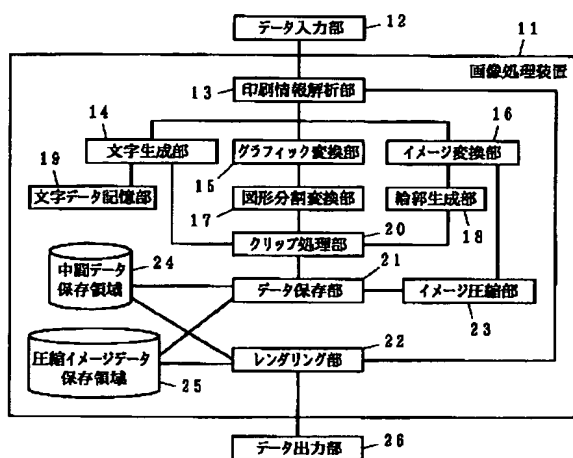 データ入力部
12
11
画像処理装置
13
印刷情報解析部
14
16
文字生成部
グラフィック変換部
イメージ変換部
19
15
文字データ記憶部
図形分割変換部
輪郭生成部
17
18
クリップ処理部
20
24
中間データ
保存領域
21
データ保存部
イメージ圧縮部
23
22
圧縮イメージデータ
保存領域
レンダリング部
25
データ出力部
26